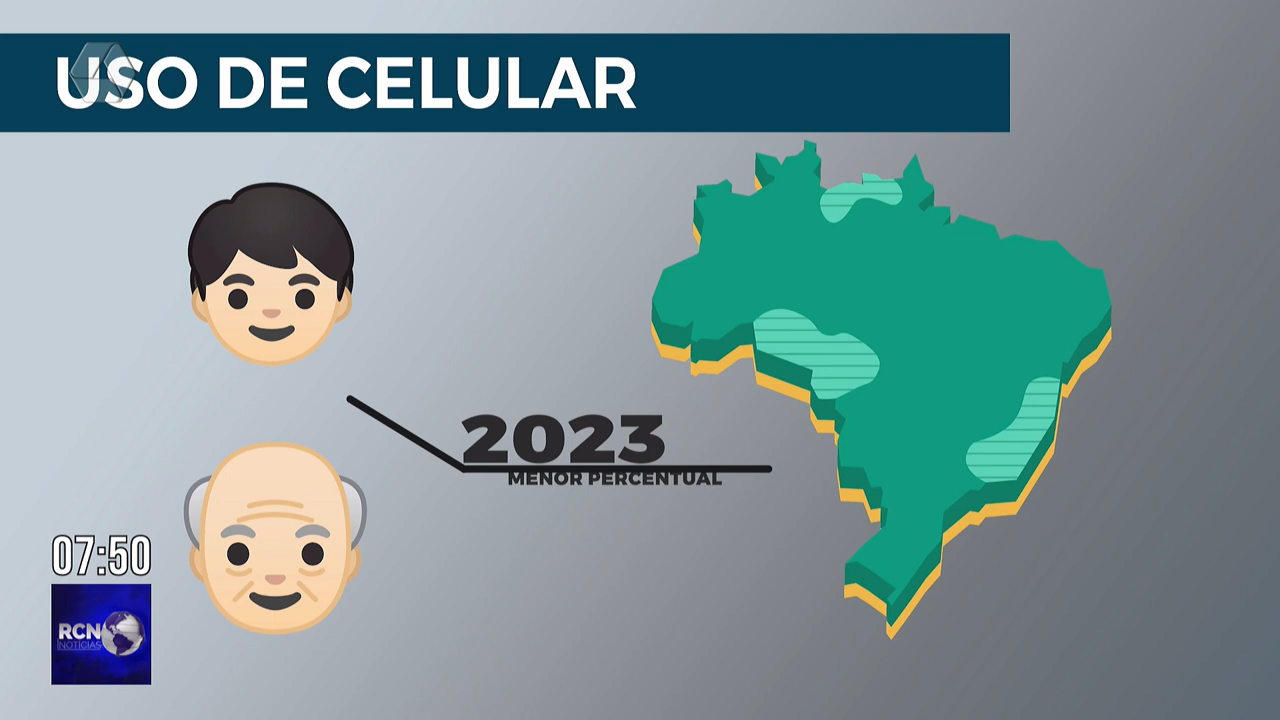 USO DE CELULAR
2023
MENOR PERCENTUAL
07:50
RCN
NOTÍCIAS